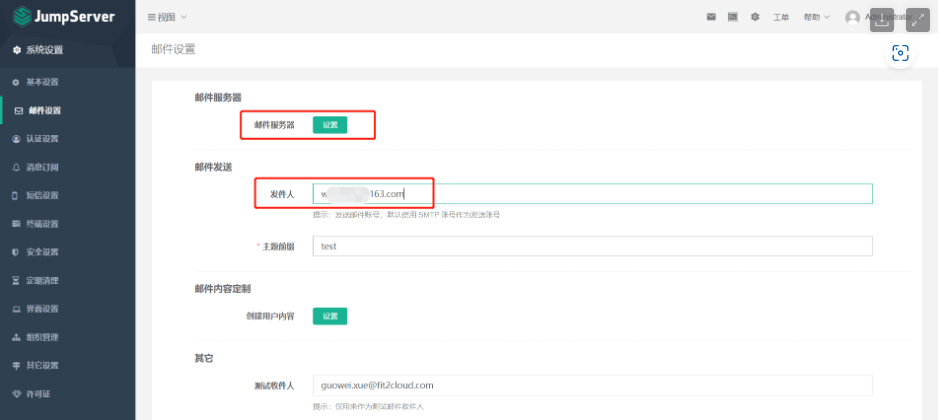 JumpServer
视图
工单
帮助
Administrator
系统设置
邮件设置
基本设置
邮件设置
认证设置
消息订阅
短信设置
终端设置
安全设置
定期清理
界面设置
组织管理
其它设置
许可证
邮件服务器
邮件服务器
设置
邮件发送
发件人
w 163.com
提示：发送邮件账号，默认使用 SMTP 账号作为发送账号
* 主题前缀
test
邮件内容定制
创建用户内容
设置
其它
测试收件人
guowei.xue@fit2cloud.com
提示：仅用来作为测试邮件收件人